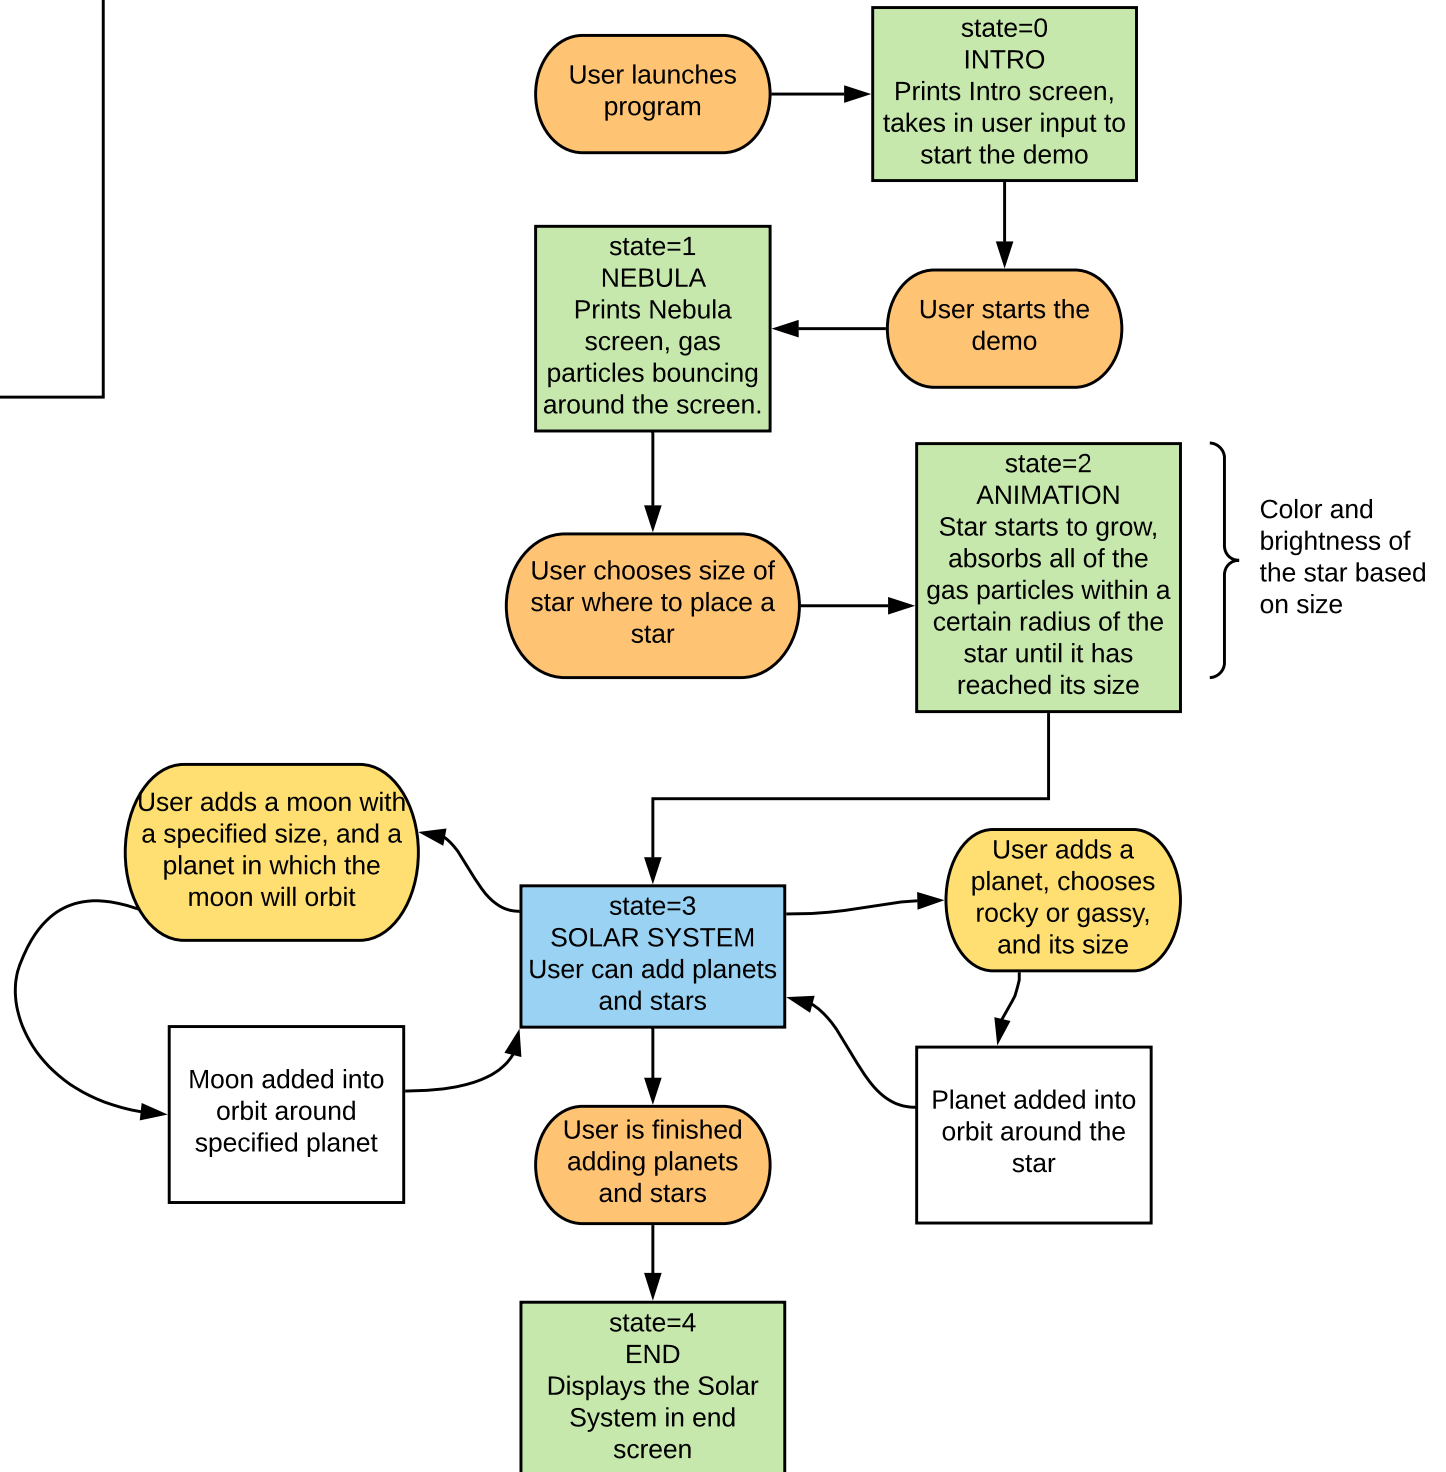 User launches
program
state=0
INTRO
Prints Intro screen,
takes in user input to
start the demo
state=1
NEBULA
Prints Nebula
screen, gas
particles bouncing
around the screen.
User starts the
demo
User chooses size of
star where to place a
star
state=2
ANIMATION
Star starts to grow,
absorbs all of the
gas particles within a
certain radius of the
star until it has
reached its size
Color and
brightness of
the star based
on size
User adds a moon with
a specified size, and a
planet in which the
moon will orbit
state=3
SOLAR SYSTEM
User can add planets
and stars
User adds a
planet, chooses
rocky or gassy,
and its size
Moon added into
orbit around
specified planet
User is finished
adding planets
and stars
Planet added into
orbit around the
star
state=4
END
Displays the Solar
System in end
screen